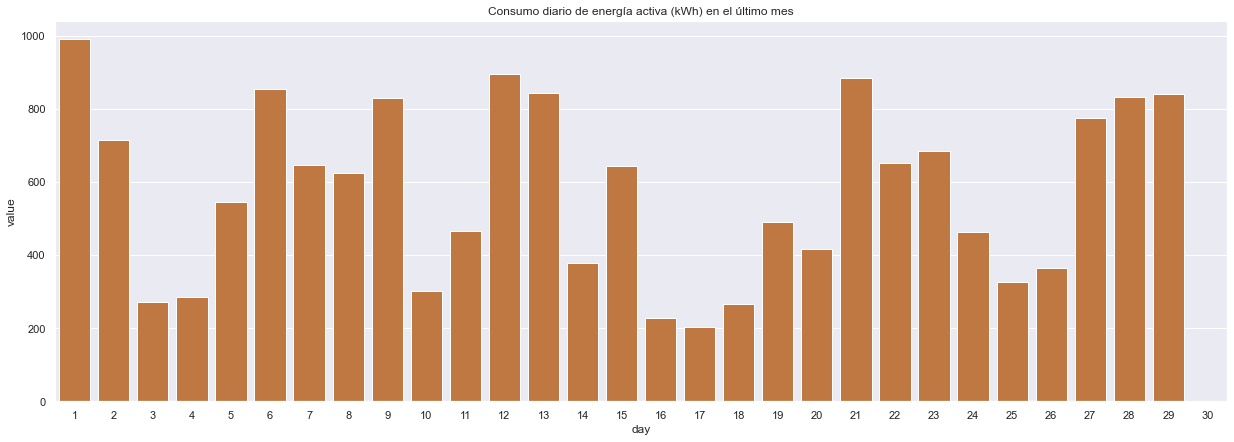 Consumo diario de energía activa (kWh) en el último mes
1000
800
600
400
200
0
value
1 2 3 4 5 6 7 8 9 10 11 12 13 14 15 16 17 18 19 20 21 22 23 24 25 26 27 28 29 30
day